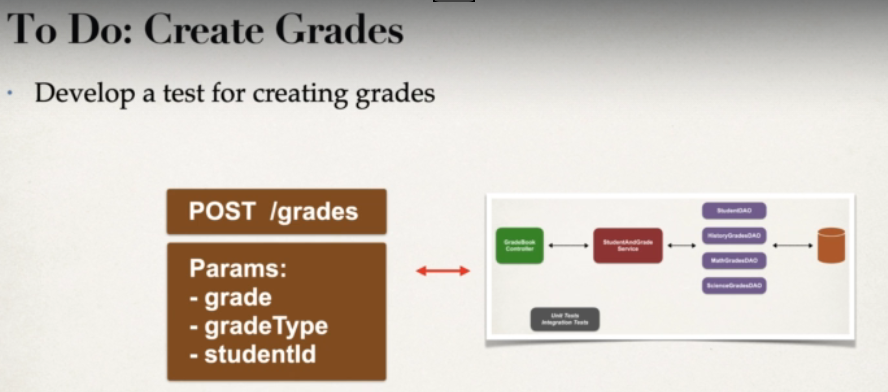 To Do: Create Grades
• Develop a test for creating grades
POST /grades
Params:
- grade
- gradeType
- studentId
GradeBook
Controller
StudentAndGrade
Service
StudentDAO
HistoryGradesDAO
MathGradesDAO
ScienceGradesDAO
Unit Tests
Integration Tests